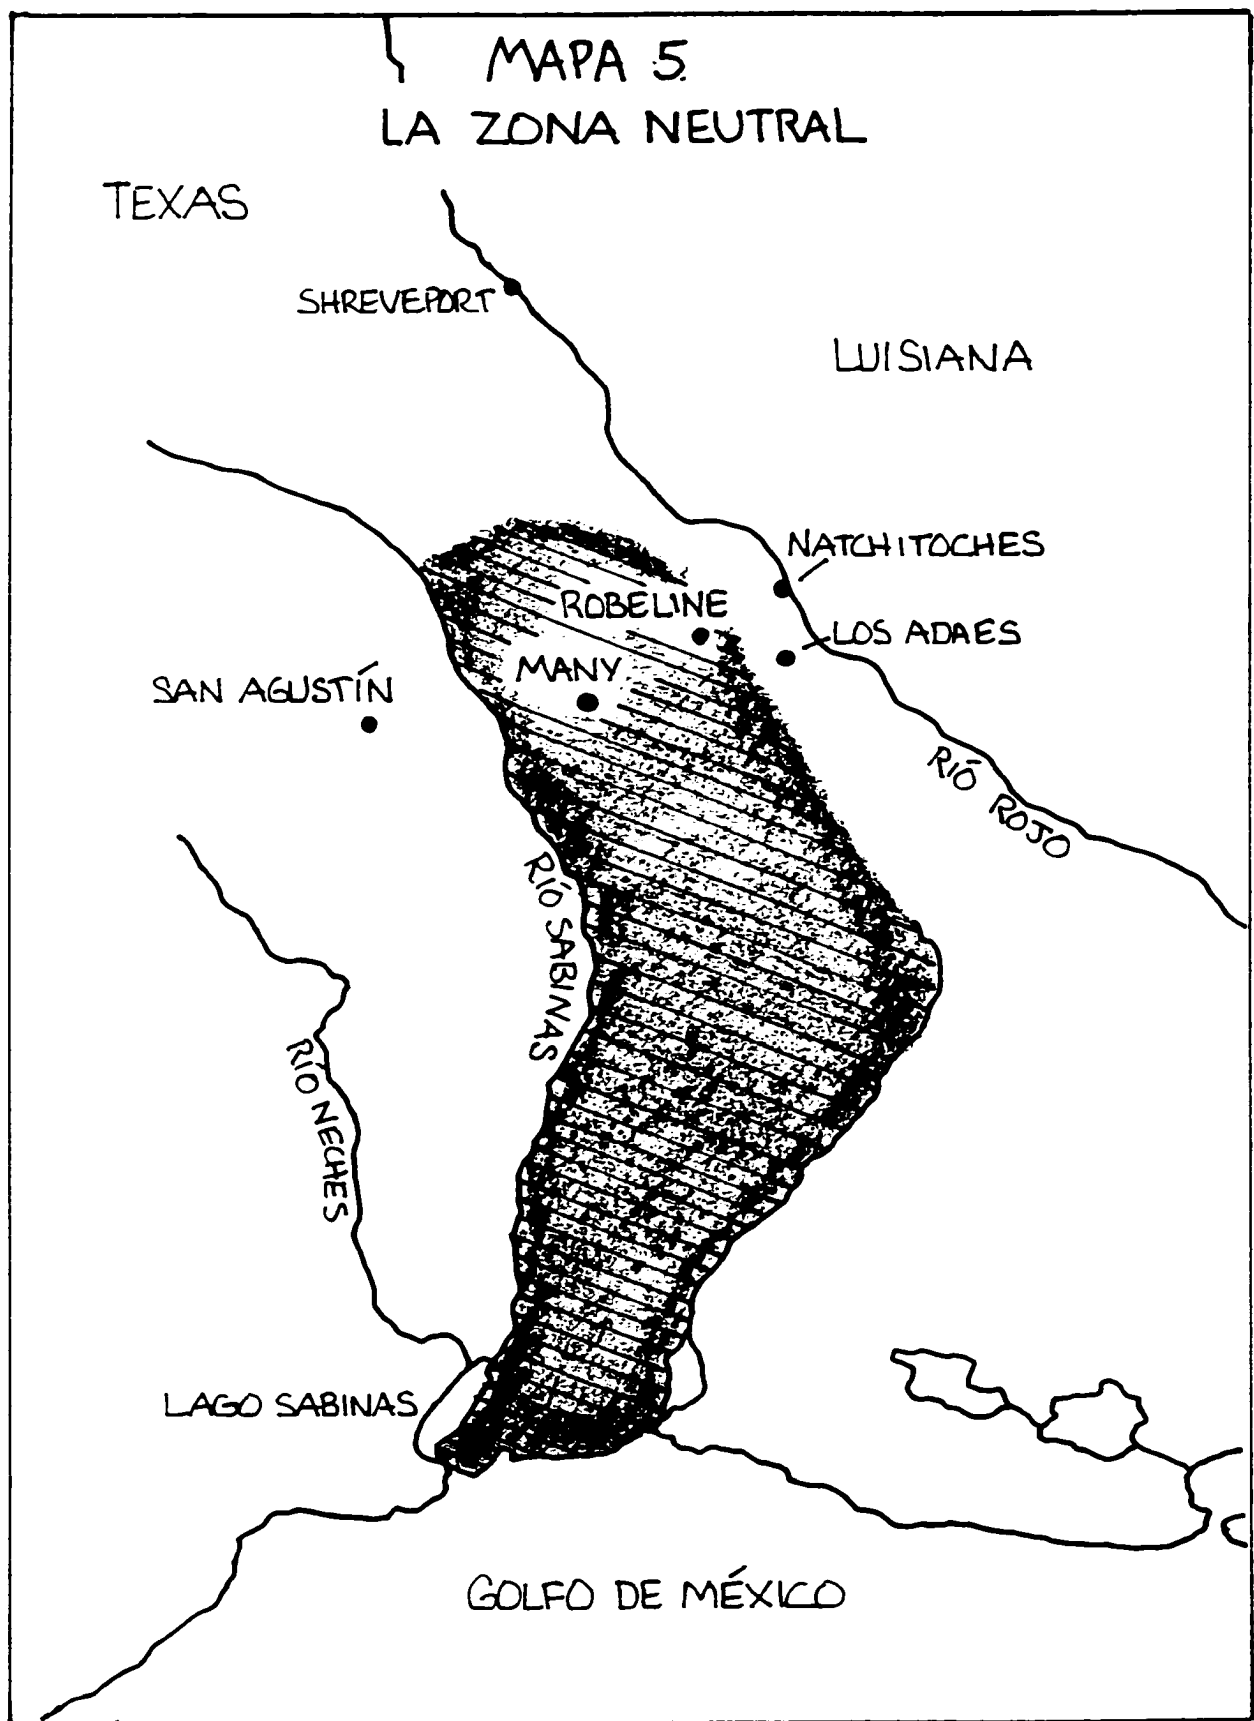 MAPA 5
LA ZONA NEUTRAL
TEXAS
SHREVEPORT
LUISIANA
NATCHITOCHES
ROBELINE
LOS ADAES
MANY
SAN AGUSTÍN
RÍO ROJO
RÍO SABINAS
RÍO NECHES
LAGO SABINAS
GOLFO DE MÉXICO